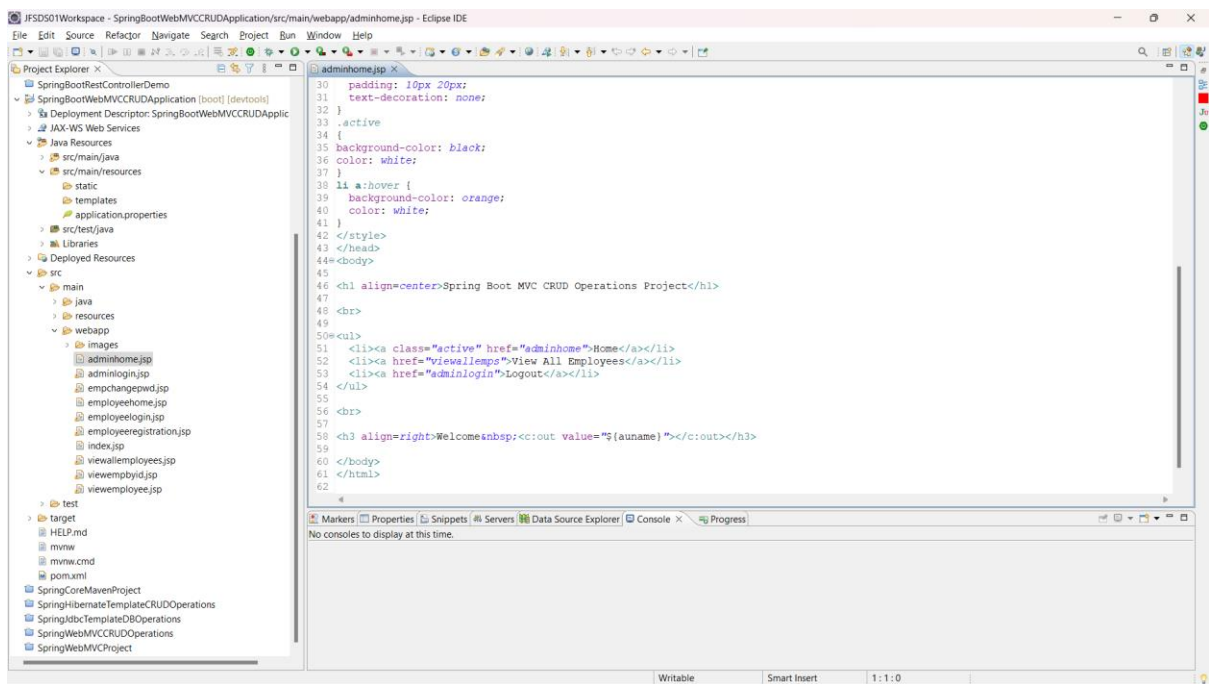 JFSDS01Workspace - SpringBootWebMVCCRUDApplication/src/main/webapp/adminhome.jsp - Eclipse IDE
File Edit Source Refactor Navigate Search Project Run Window Help
Project Explorer
SpringBootRestControllerDemo
SpringBootWebMVCCRUDApplication [boot] [devtools]
Deployment Descriptor: SpringBootWebMVCCRUDApplic
JAX-WS Web Services
Java Resources
src/main/java
src/main/resources
static
templates
application.properties
src/test/java
Libraries
Deployed Resources
src
main
java
resources
webapp
images
adminhome.jsp
adminlogin.jsp
empchangepwd.jsp
employeehome.jsp
employeelogin.jsp
employeeregistration.jsp
index.jsp
viewallemployees.jsp
viewempbyid.jsp
viewemployee.jsp
test
target
HELP.md
mvnw
mvnw.cmd
pom.xml
SpringCoreMavenProject
SpringHibernateTemplateCRUDOperations
SpringJdbcTemplateDBOperations
SpringWebMVCCRUDOperations
SpringWebMVCProject
adminhome.jsp
30 padding: 10px 20px;
31 text-decoration: none;
32 }
33 .active
34 {
35 background-color: black;
36 color: white;
37 }
38 li a:hover {
39 background-color: orange;
40 color: white;
41 }
42 </style>
43 </head>
44 <body>
45
46 <h1 align=center>Spring Boot MVC CRUD Operations Project</h1>
47
48 <br>
49
50 <ul>
51 <li><a class="active" href="adminhome">Home</a></li>
52 <li><a href="viewallemps">View All Employees</a></li>
53 <li><a href="adminlogin">Logout</a></li>
54 </ul>
55
56 <br>
57
58 <h3 align=right>Welcome&nbsp;<c:out value="${auname}"></c:out></h3>
59
60 </body>
61 </html>
62
Markers Properties Snippets Servers Data Source Explorer Console Progress
No consoles to display at this time.
Writable Smart Insert 1:1:0